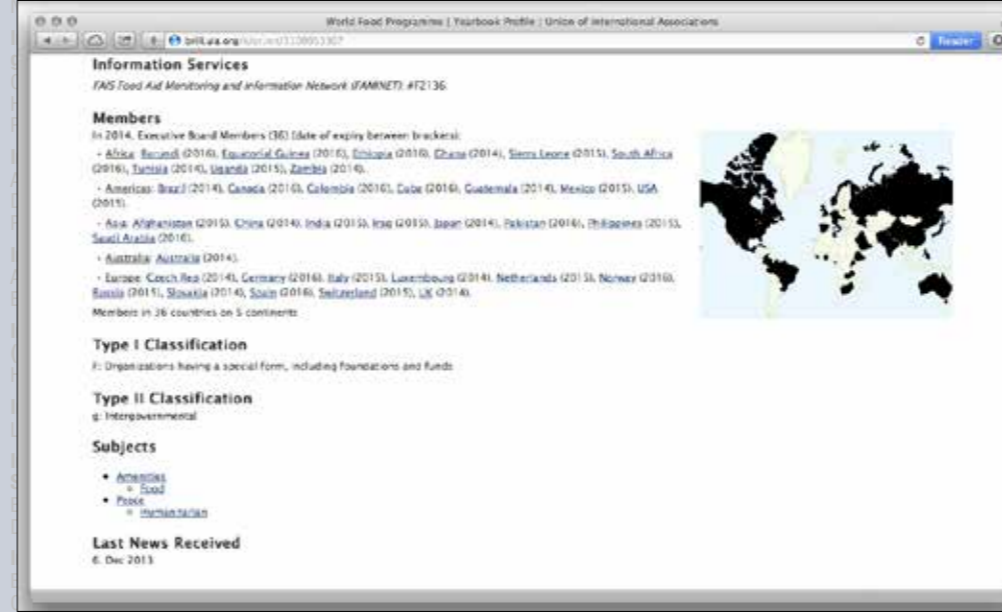 World Food Programme | Yearbook Profile | Union of International Associations
brill.uia.org
Reader
Information Services
FAIS Food Aid Monitoring and Information Network (FAMINET): #F2136.
Members
In 2014, Executive Board Members (36) [date of expiry between brackets]:
- Africa: Burundi (2016), Equatorial Guinea (2016), Ethiopia (2016), Ghana (2014), Sierra Leone (2015), South Africa
(2016), Tunisia (2014), Uganda (2015), Zambia (2014).
- Americas: Brazil (2014), Canada (2016), Colombia (2016), Cuba (2016), Guatemala (2014), Mexico (2015), USA
(2015).
- Asia: Afghanistan (2015), China (2014), India (2015), Iraq (2015), Japan (2014), Pakistan (2016), Philippines (2015),
Saudi Arabia (2016).
- Australia: Australia (2014).
- Europe: Czech Rep (2014), Germany (2016), Italy (2015), Luxembourg (2014), Netherlands (2015), Norway (2016),
Russia (2015), Slovakia (2014), Spain (2016), Switzerland (2015), UK (2014).
Members in 36 countries on 5 continents
Type I Classification
F: Organizations having a special form, including foundations and funds
Type II Classification
g: Intergovernmental
Subjects
• Amenities
◦ Food
• Peace
◦ Humanitarian
Last News Received
6. Dec 2013